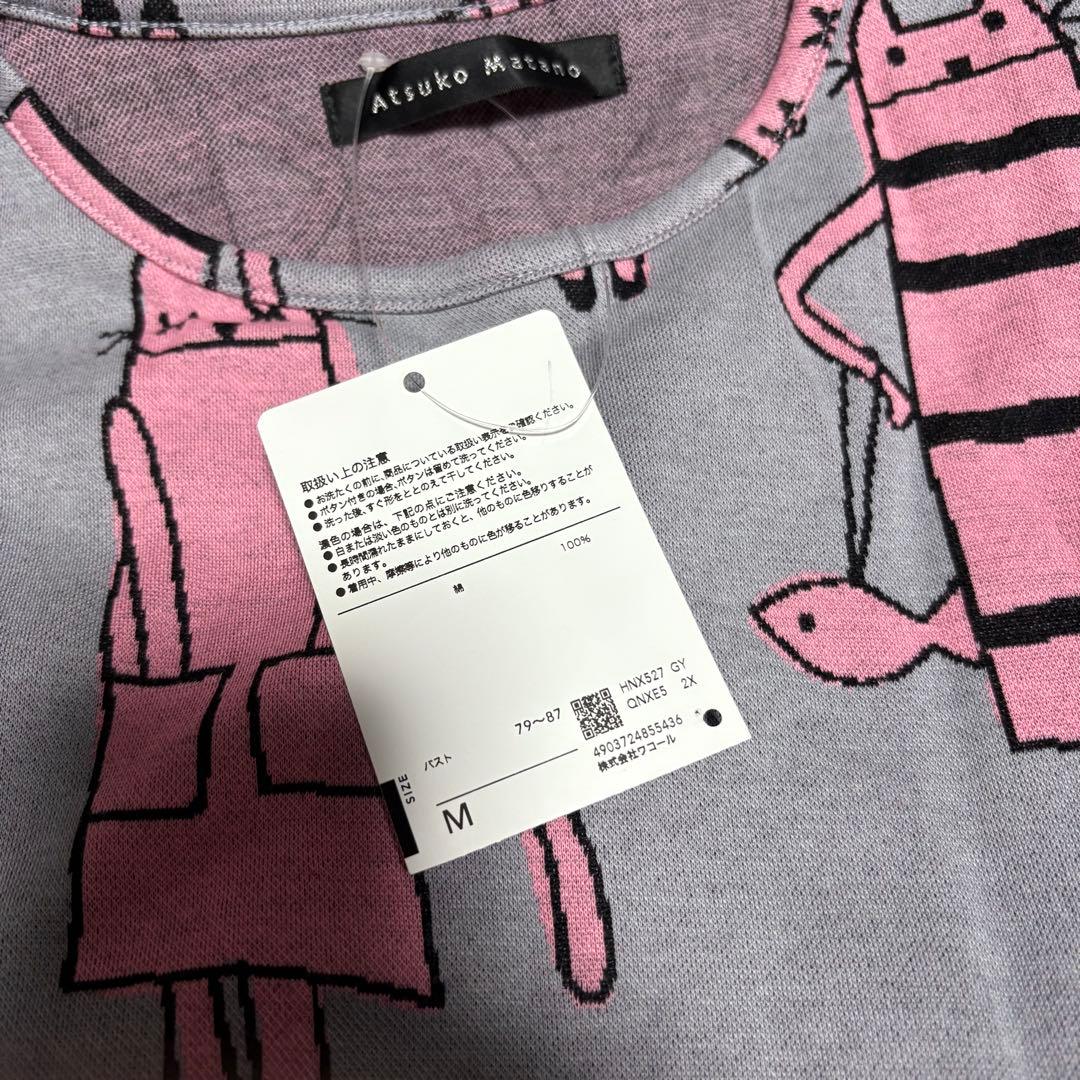 Atsuko Matano
取扱い上の注意
●お洗たくの前に、商品についている取扱い表示をご確認ください。
●ボタン付きの場合、ボタンは留めて洗ってください。
●洗った後、すぐ形をととのえて干してください。
濃色の場合は、下記の点にご注意ください。
●白または淡い色のものとは別に洗ってください。
●長時間濡れたままにしておくと、他のものに色移りすることが
あります。
●着用中、摩擦等により他のものに色が移ることがあります。
綿 100%
HNX527 GY
QNXE5 2X
4903724855436
株式会社ワコール
バスト 79〜87
SIZE
M